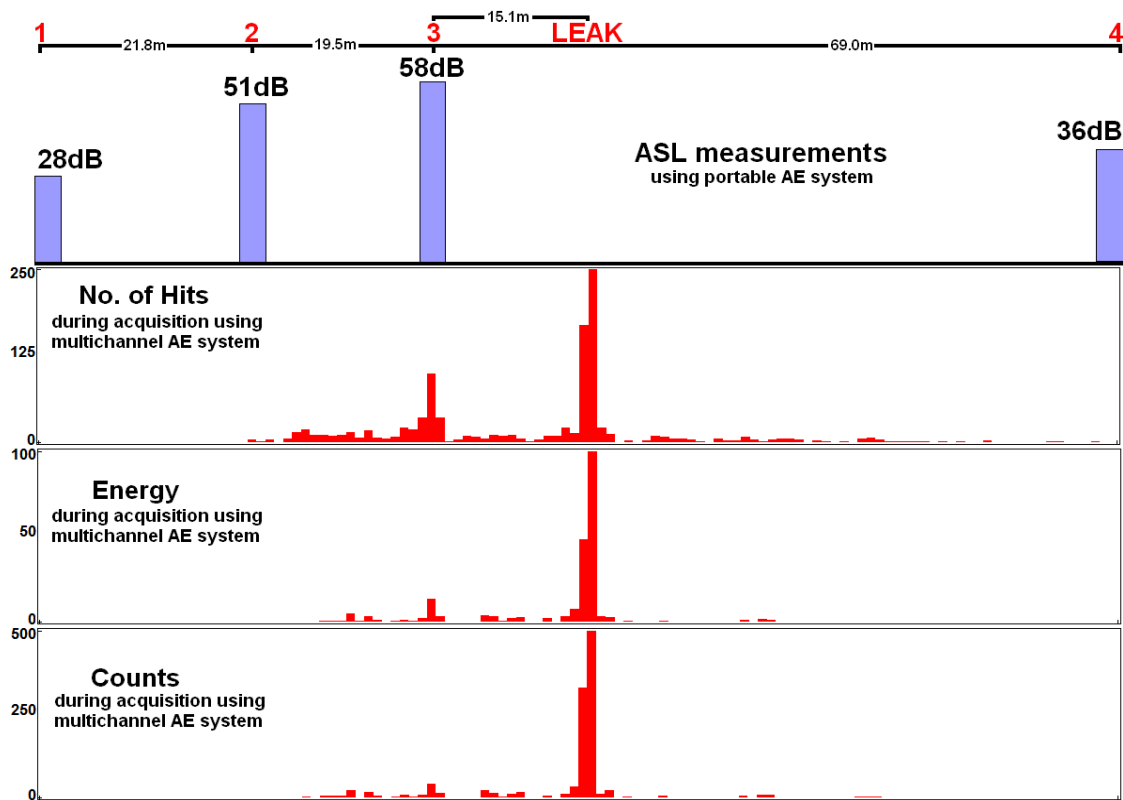 15.1m
1 2 3 LEAK 4
21.8m 19.5m 69.0m
58dB
51dB
36dB
28dB
ASL measurements
using portable AE system
250
No. of Hits
during acquisition using
multichannel AE system
125
0
100
Energy
during acquisition using
multichannel AE system
50
0
500
Counts
during acquisition using
multichannel AE system
250
0